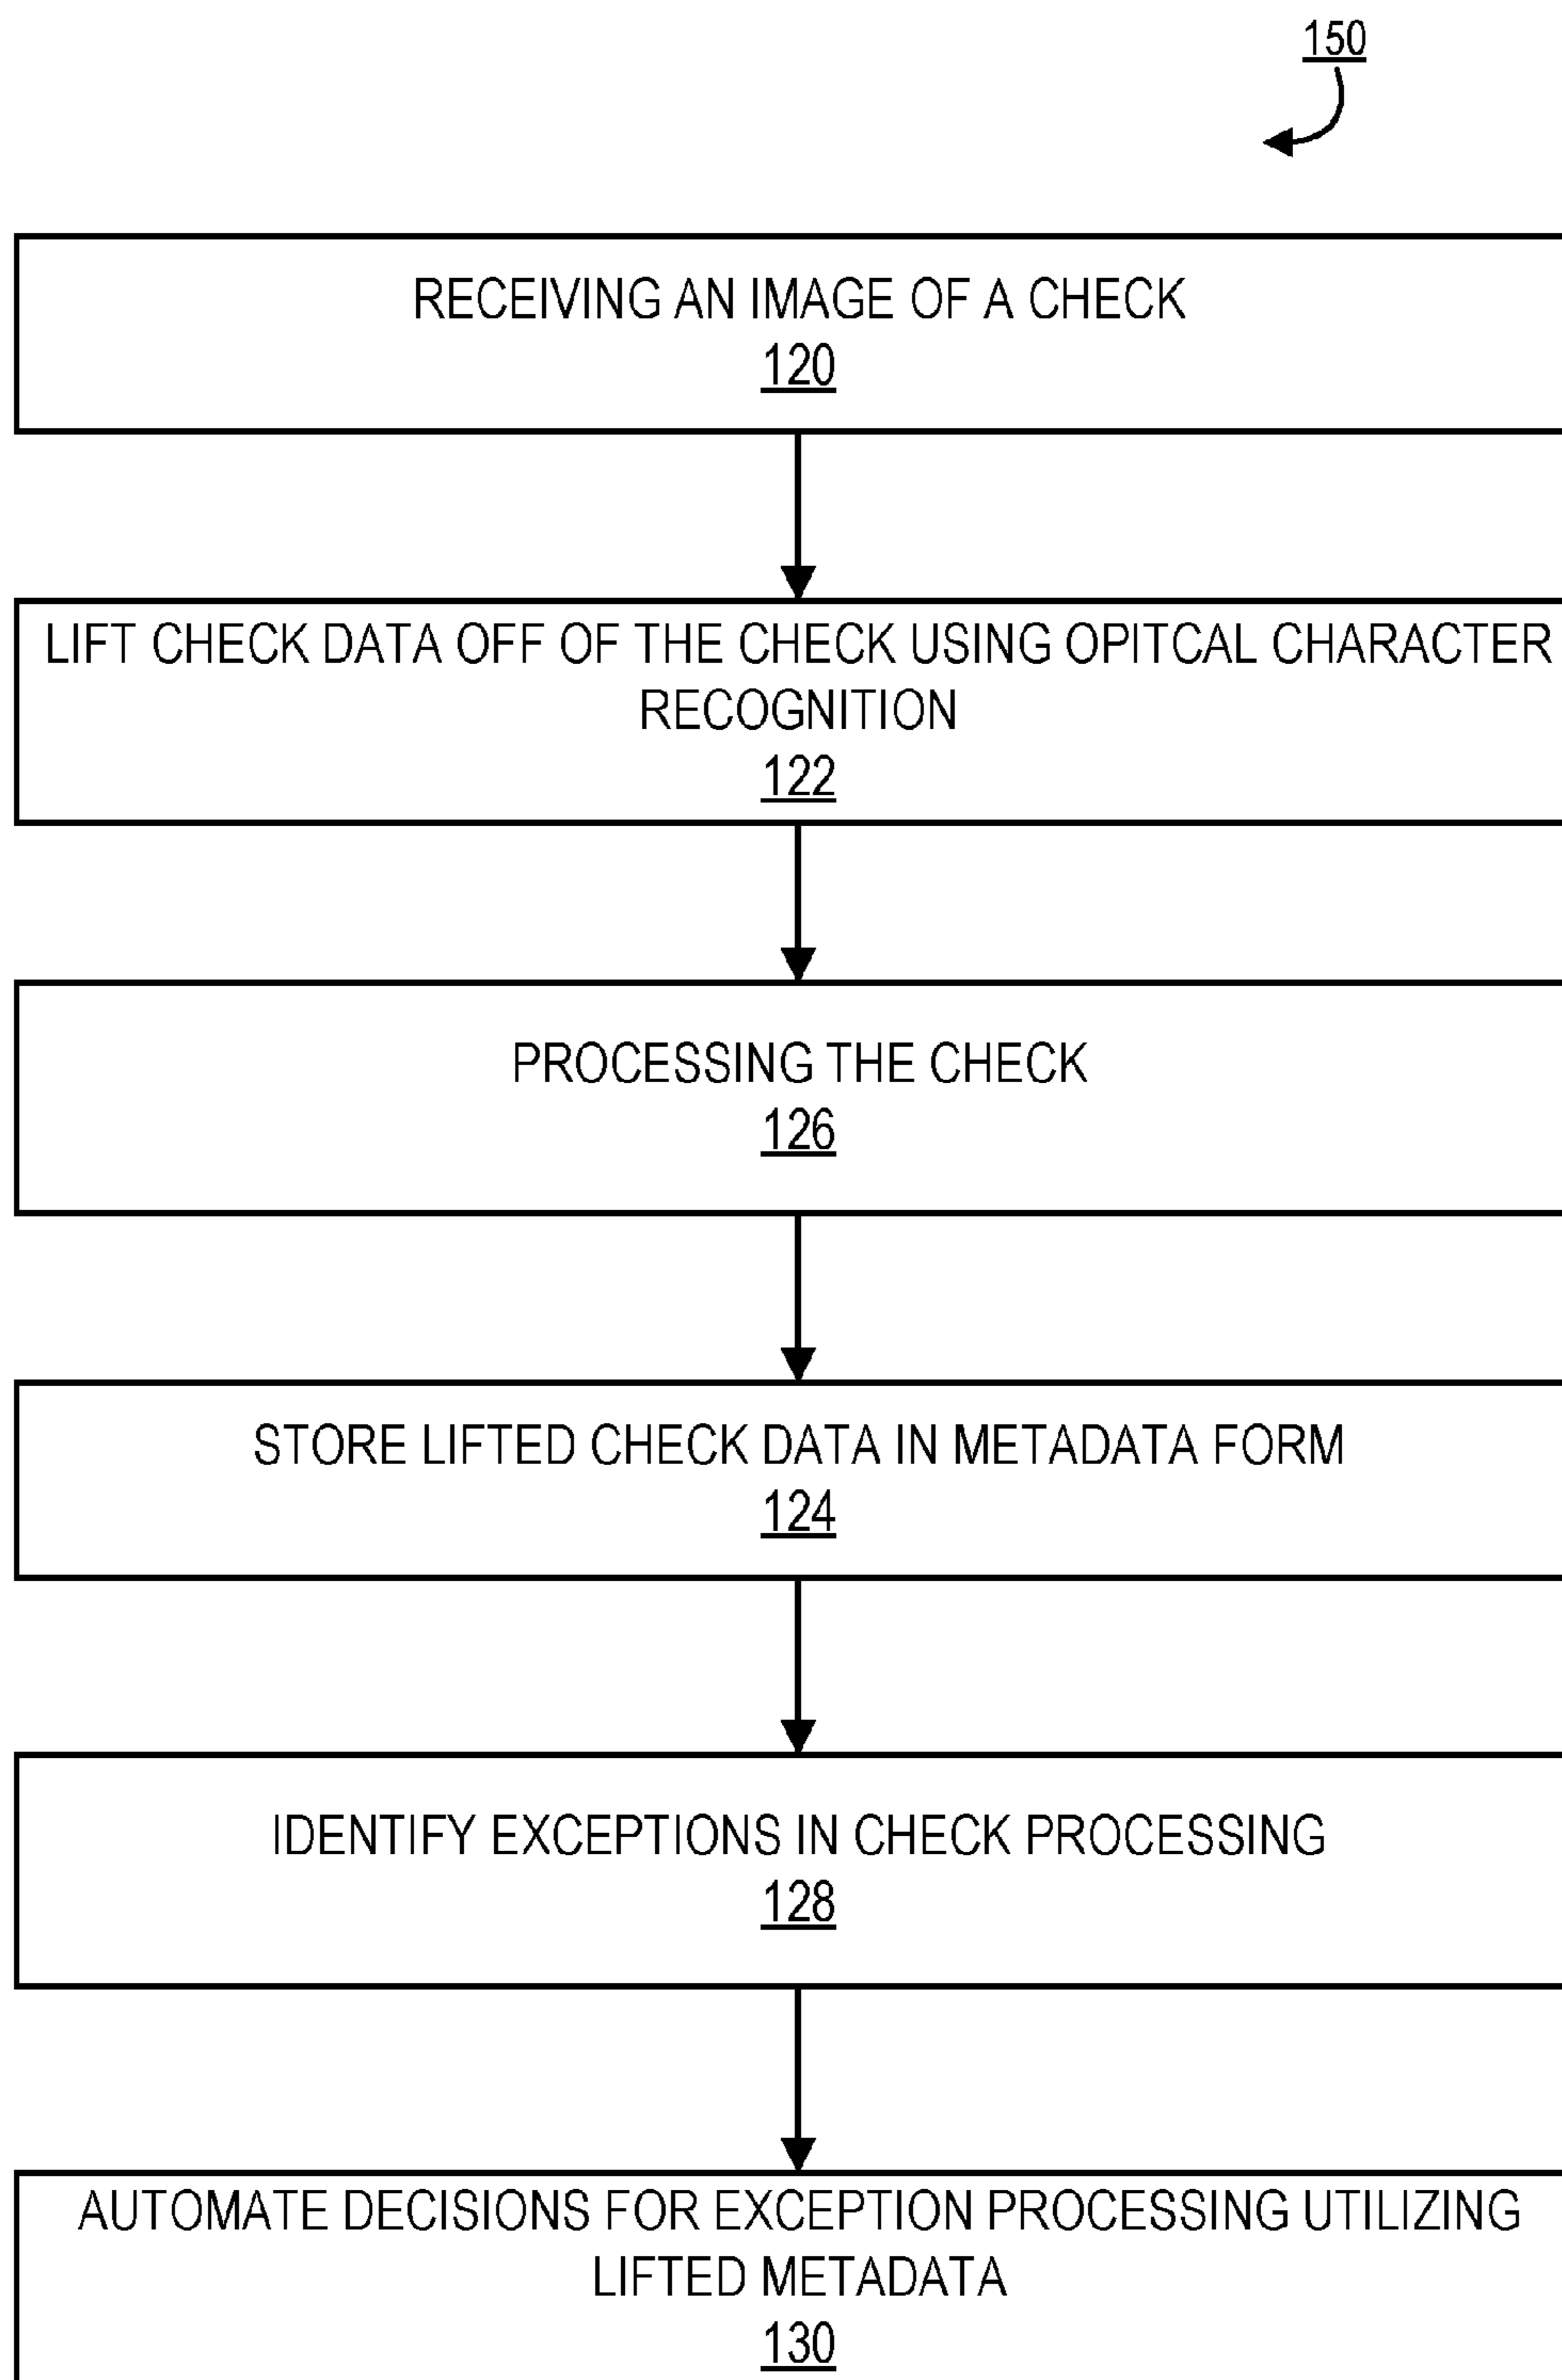 150
RECEIVING AN IMAGE OF A CHECK
120
LIFT CHECK DATA OFF OF THE CHECK USING OPITCAL CHARACTER
RECOGNITION
122
PROCESSING THE CHECK
126
STORE LIFTED CHECK DATA IN METADATA FORM
124
IDENTIFY EXCEPTIONS IN CHECK PROCESSING
128
AUTOMATE DECISIONS FOR EXCEPTION PROCESSING UTILIZING
LIFTED METADATA
130